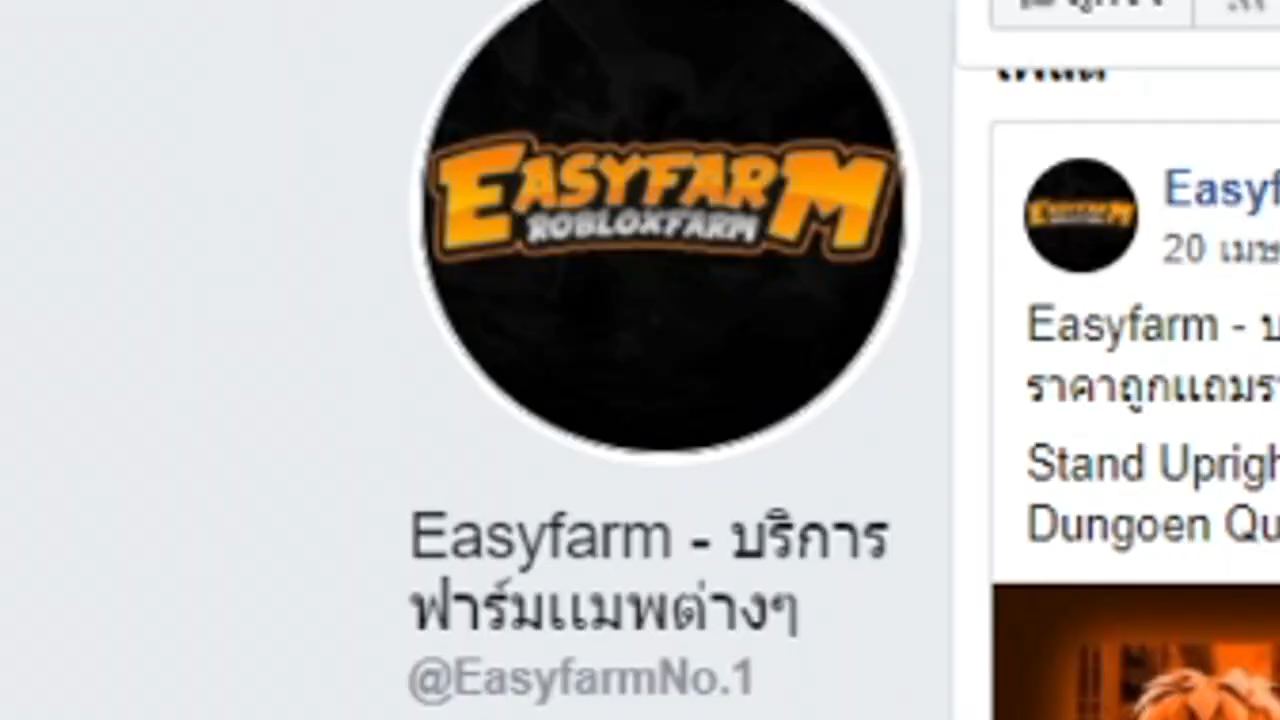 EASYFARM
ROBLOXFARM
Easyfarm - บริการ
ฟาร์มแมพต่างๆ
@EasyfarmNo.1
Easyf
20 เมษ
Easyfarm - บ
ราคาถูกแถมรา
Stand Uprigh
Dungoen Qu